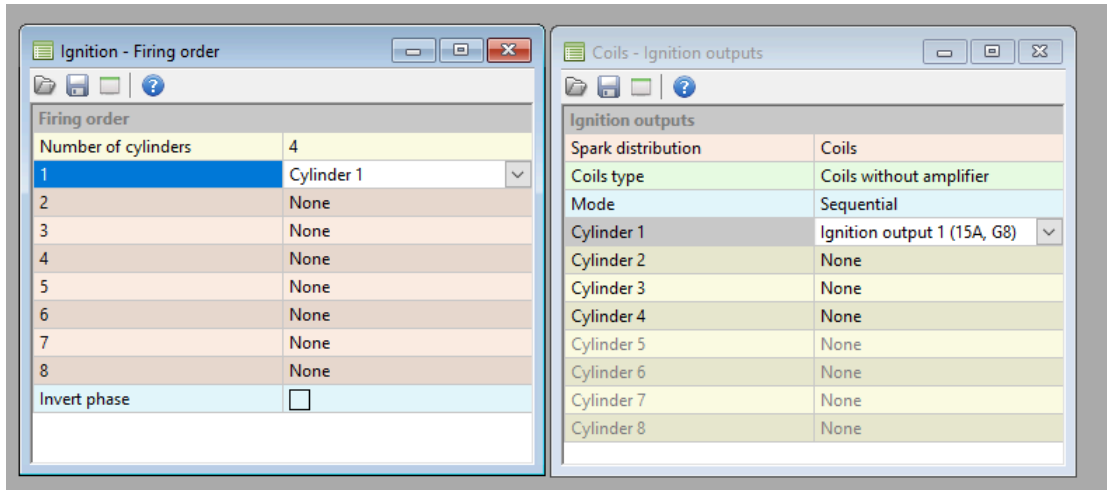 Ignition - Firing order
Firing order
Number of cylinders 4
1 Cylinder 1
2 None
3 None
4 None
5 None
6 None
7 None
8 None
Invert phase
Coils - Ignition outputs
Ignition outputs
Spark distribution Coils
Coils type Coils without amplifier
Mode Sequential
Cylinder 1 Ignition output 1 (15A, G8)
Cylinder 2 None
Cylinder 3 None
Cylinder 4 None
Cylinder 5 None
Cylinder 6 None
Cylinder 7 None
Cylinder 8 None